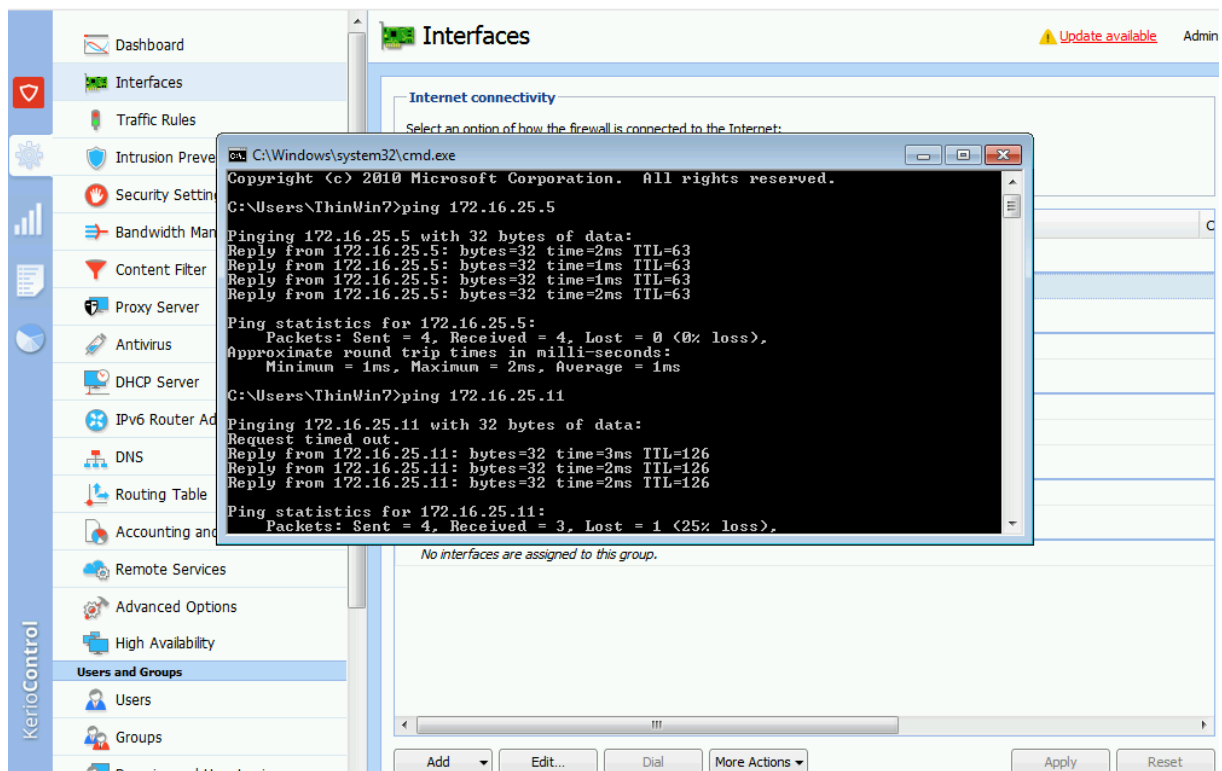 Dashboard
Interfaces
Traffic Rules
Intrusion Preve
Security Setting
Bandwidth Man
Content Filter
Proxy Server
Antivirus
DHCP Server
IPv6 Router Ad
DNS
Routing Table
Accounting and
Remote Services
Advanced Options
High Availability
Users and Groups
Users
Groups
KerioControl
Interfaces
Update available
Admin
Internet connectivity
Select an option of how the firewall is connected to the Internet:
C:\Windows\system32\cmd.exe
Copyright (c) 2010 Microsoft Corporation.  All rights reserved.
C:\Users\ThinWin7>ping 172.16.25.5
Pinging 172.16.25.5 with 32 bytes of data:
Reply from 172.16.25.5: bytes=32 time=2ms TTL=63
Reply from 172.16.25.5: bytes=32 time=1ms TTL=63
Reply from 172.16.25.5: bytes=32 time=1ms TTL=63
Reply from 172.16.25.5: bytes=32 time=2ms TTL=63
Ping statistics for 172.16.25.5:
Packets: Sent = 4, Received = 4, Lost = 0 (0% loss),
Approximate round trip times in milli-seconds:
Minimum = 1ms, Maximum = 2ms, Average = 1ms
C:\Users\ThinWin7>ping 172.16.25.11
Pinging 172.16.25.11 with 32 bytes of data:
Request timed out.
Reply from 172.16.25.11: bytes=32 time=3ms TTL=126
Reply from 172.16.25.11: bytes=32 time=2ms TTL=126
Reply from 172.16.25.11: bytes=32 time=2ms TTL=126
Ping statistics for 172.16.25.11:
Packets: Sent = 4, Received = 3, Lost = 1 (25% loss),
No interfaces are assigned to this group.
Add
Edit...
Dial
More Actions
Apply
Reset